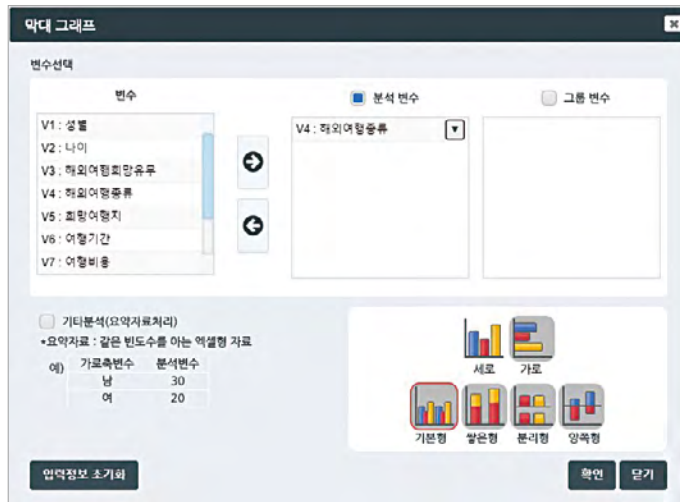 막대 그래프
변수선택
변수
분석 변수
그룹 변수
V1 : 성별
V2 : 나이
V3 : 해외여행희망유무
V4 : 해외여행종류
V5 : 희망여행지
V6 : 여행기간
V7 : 여행비용
V4 : 해외여행종류
기타분석(요약자료처리)
*요약자료 : 같은 빈도수를 아는 엑셀형 자료
예) 가로축변수 분석변수
남 30
여 20
세로 가로
기본형 쌓은형 분리형 양쪽형
입력정보 초기화
확인 닫기